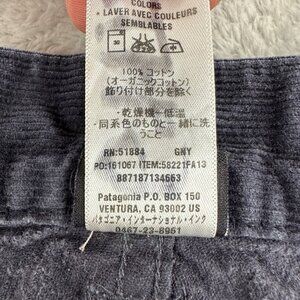 COLORS
• LAVER AVEC COULEURS
SEMBLABLES
30
100% コットン
(オーガニックコットン)
飾り付け部分を除く
・乾燥機ー低温
・同系色のものと一緒に洗
うこと
RN:51884 GNY
PO:161067 ITEM:58221FA13
887187134663
Patagonia P.O. BOX 150
VENTURA, CA 93002 US
パタゴニア・インターナショナル・インク
0467-23-8961